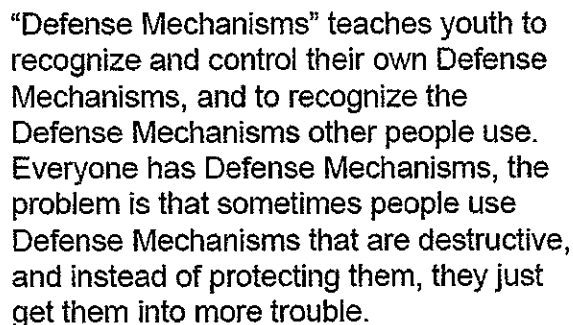 “Defense Mechanisms” teaches youth to
recognize and control their own Defense
Mechanisms, and to recognize the
Defense Mechanisms other people use.
Everyone has Defense Mechanisms, the
problem is that sometimes people use
Defense Mechanisms that are destructive,
and instead of protecting them, they just
get them into more trouble.